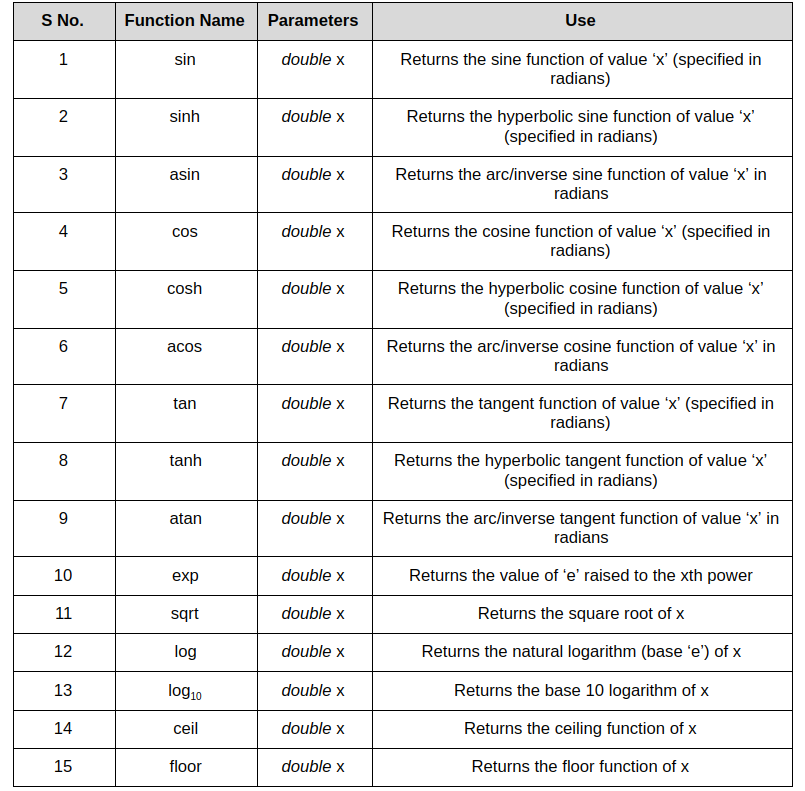 S No. Function Name Parameters Use
1 sin double x Returns the sine function of value ‘x’ (specified in
radians)
2 sinh double x Returns the hyperbolic sine function of value ‘x’
(specified in radians)
3 asin double x Returns the arc/inverse sine function of value ‘x’ in
radians
4 cos double x Returns the cosine function of value ‘x’ (specified in
radians)
5 cosh double x Returns the hyperbolic cosine function of value ‘x’
(specified in radians)
6 acos double x Returns the arc/inverse cosine function of value ‘x’ in
radians
7 tan double x Returns the tangent function of value ‘x’ (specified in
radians)
8 tanh double x Returns the hyperbolic tangent function of value ‘x’
(specified in radians)
9 atan double x Returns the arc/inverse tangent function of value ‘x’ in
radians
10 exp double x Returns the value of ‘e’ raised to the xth power
11 sqrt double x Returns the square root of x
12 log double x Returns the natural logarithm (base ‘e’) of x
13 log₁₀ double x Returns the base 10 logarithm of x
14 ceil double x Returns the ceiling function of x
15 floor double x Returns the floor function of x